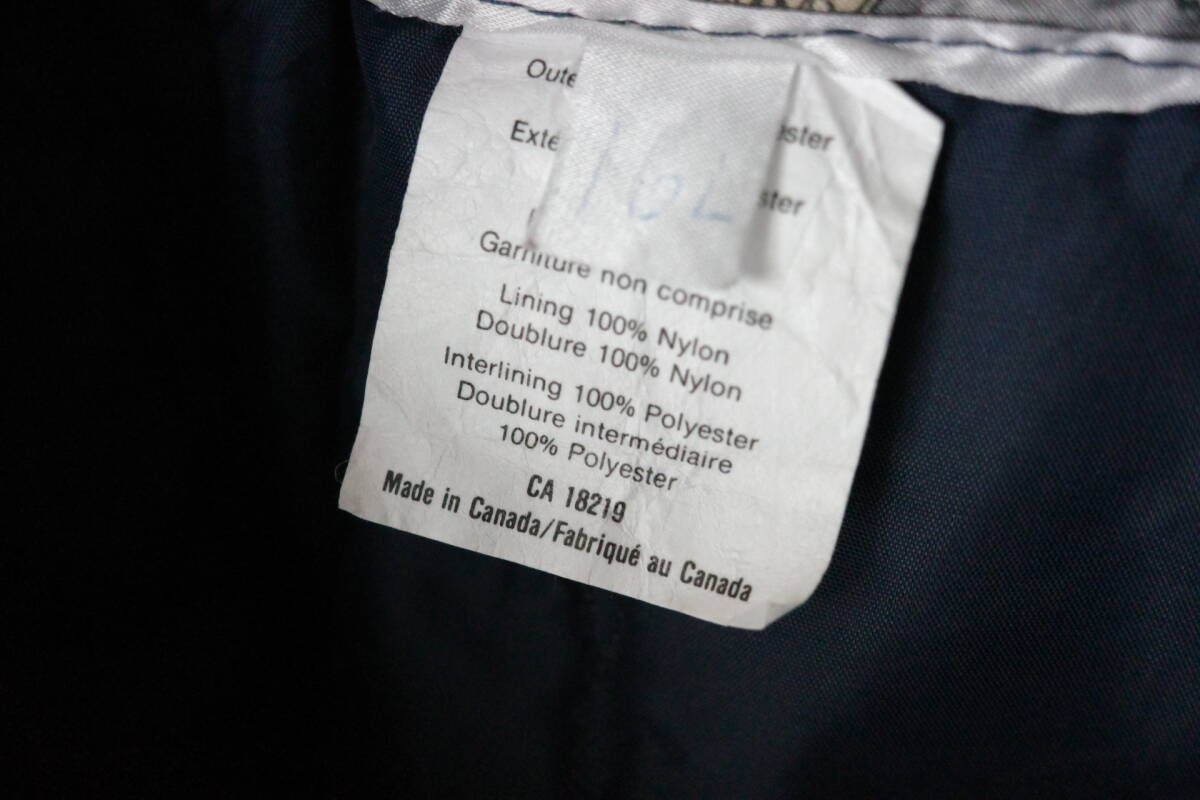 Oute
Exté ester
ster
16L
Garniture non comprise
Lining 100% Nylon
Doublure 100% Nylon
Interlining 100% Polyester
Doublure intermédiaire
100% Polyester
CA 18219
Made in Canada/Fabriqué au Canada